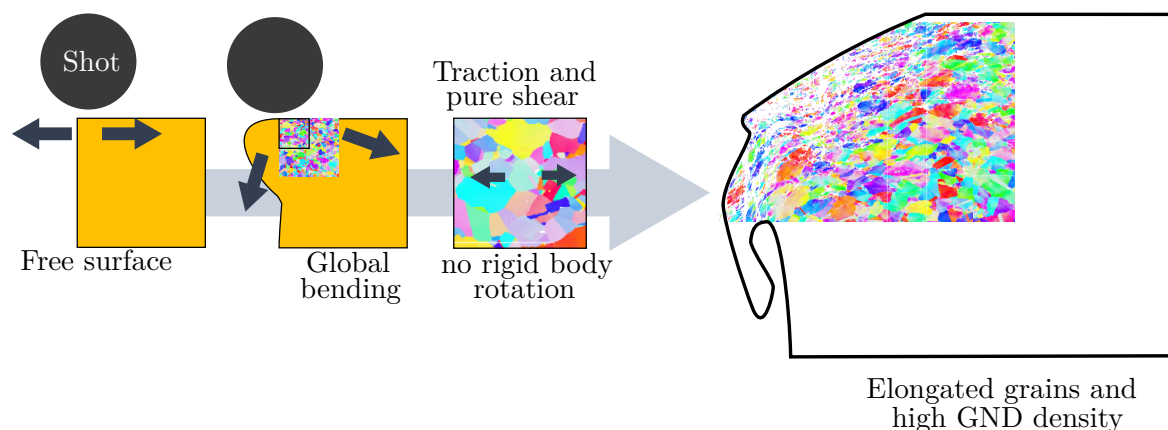 Shot
Free surface
Global
bending
Traction and
pure shear
no rigid body
rotation
Elongated grains and
high GND density